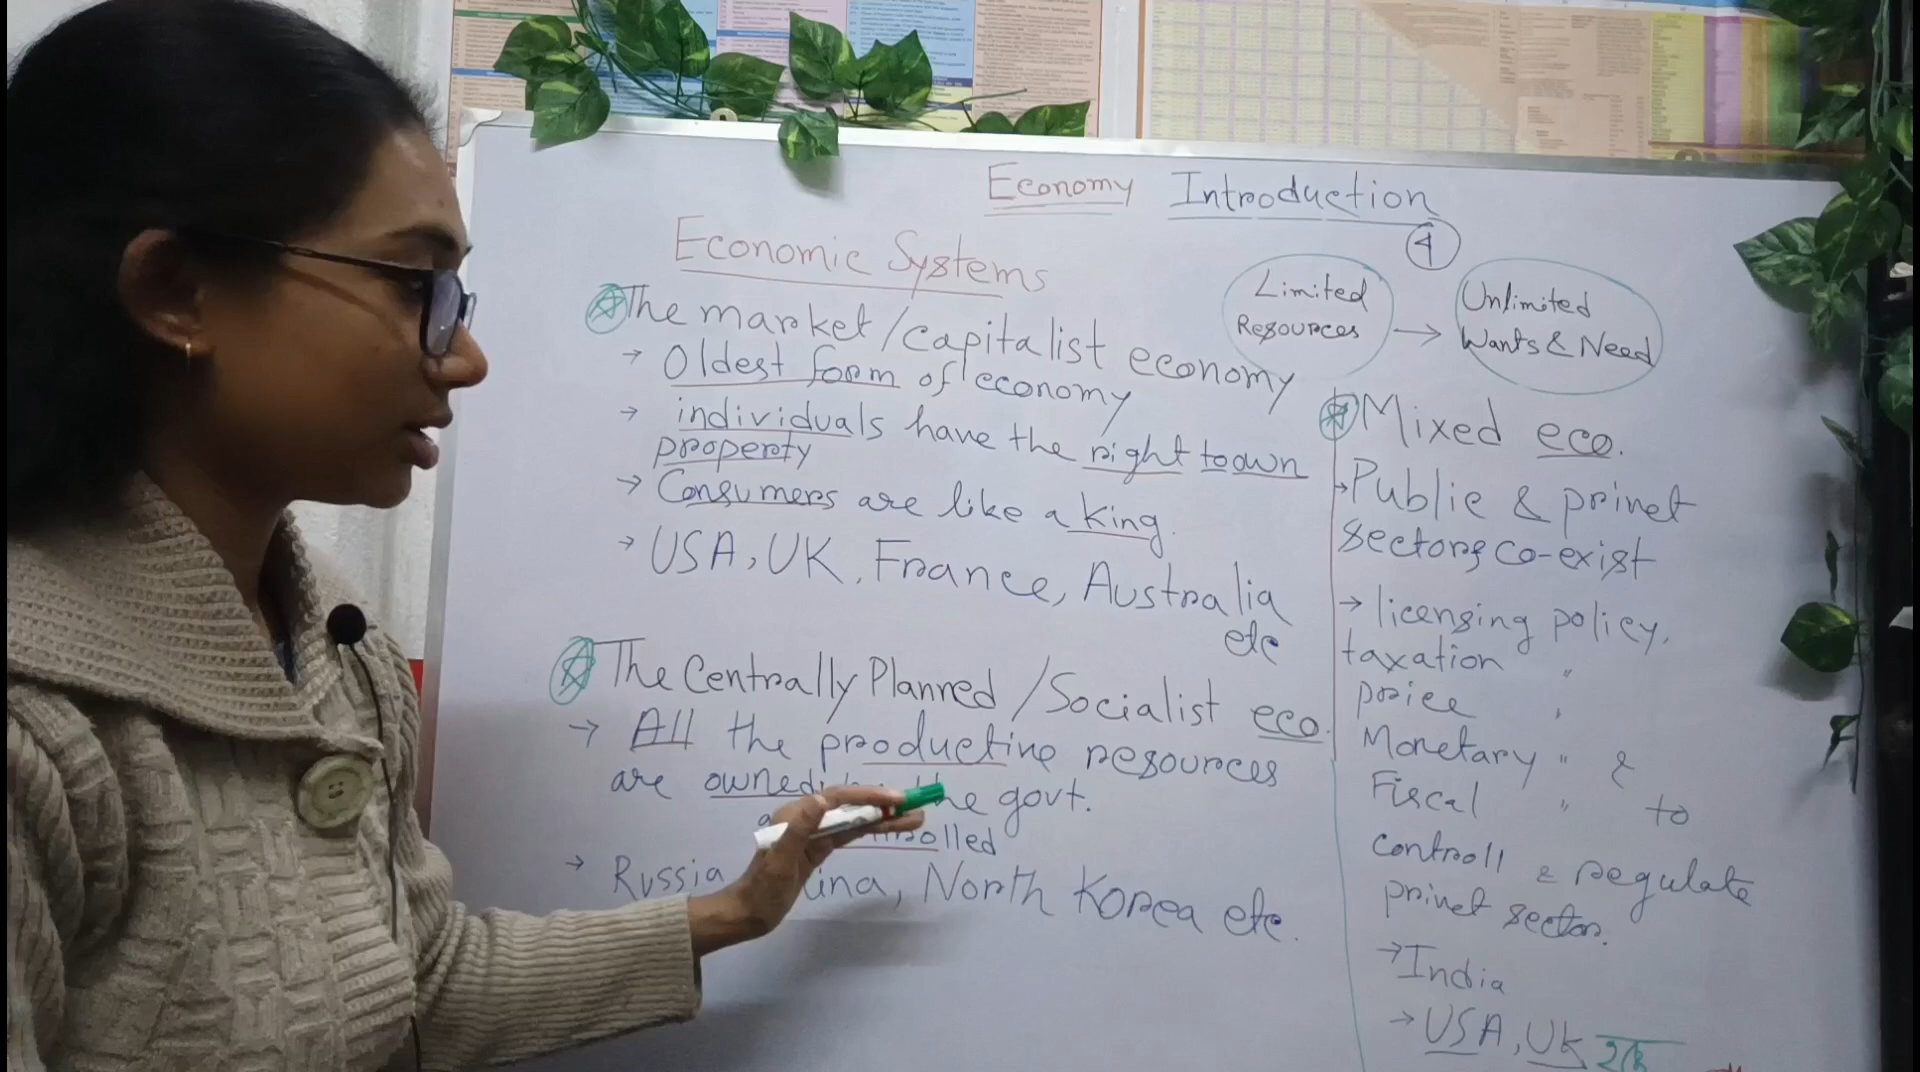 Economy Introduction
4
Economic Systems
The market/capitalist economy
→ Oldest form of economy
→ individuals have the right to own
property
→ Consumers are like a king.
→ USA, UK, France, Australia
etc
The Centrally Planned/Socialist eco.
→ All the productive resources
are owned the govt.
→ Russia North Korea etc.
Limited
Resources
→
Unlimited
Wants & Need
Mixed eco.
→ Public & privet
sectors co-exist
→ licensing policy,
taxation "
price "
Monetary " &
Fiscal " to
controll & regulate
privet sector.
→ India
→ USA, UK